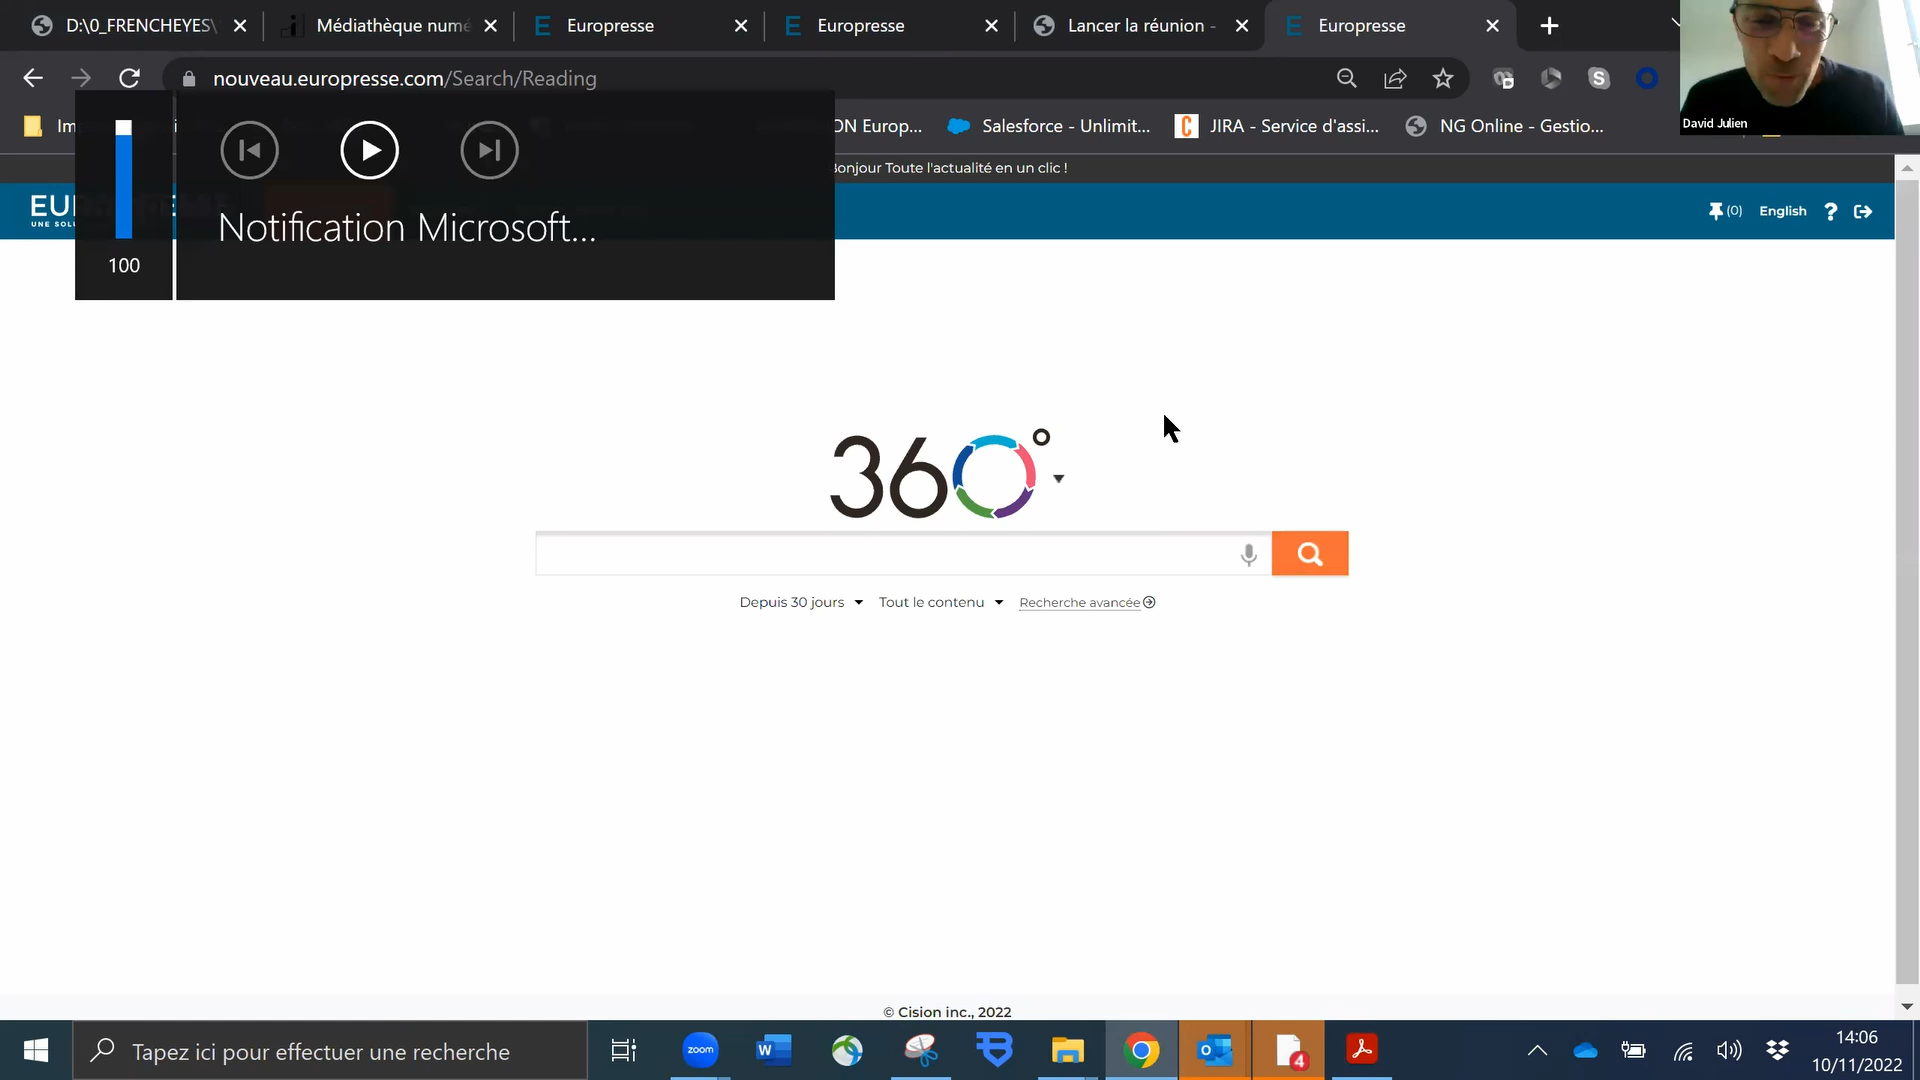 D:\0_FRENCHEYES\
Médiathèque numé
Europresse
Europresse
Lancer la réunion -
Europresse
nouveau.europresse.com/Search/Reading
ON Europ...
Salesforce - Unlimit...
JIRA - Service d'assi...
NG Online - Gestio...
David Julien
Bonjour Toute l'actualité en un clic !
(0)
English
?
Notification Microsoft...
100
360°
Depuis 30 jours
Tout le contenu
Recherche avancée
© Cision inc., 2022
Tapez ici pour effectuer une recherche
zoom
4
14:06
10/11/2022